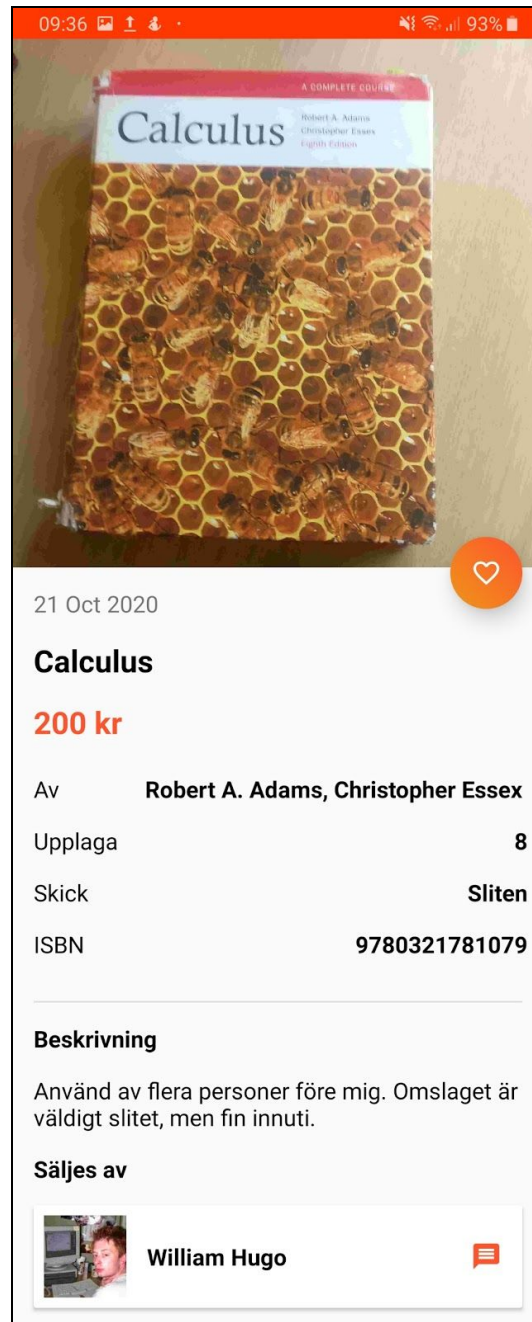 09:36 93%
A COMPLETE COURSE
Calculus
Robert A. Adams
Christopher Essex
Eighth Edition
21 Oct 2020
Calculus
200 kr
Av Robert A. Adams, Christopher Essex
Upplaga 8
Skick Sliten
ISBN 9780321781079
Beskrivning
Använd av flera personer före mig. Omslaget är
väldigt slitet, men fin innuti.
Säljes av
William Hugo